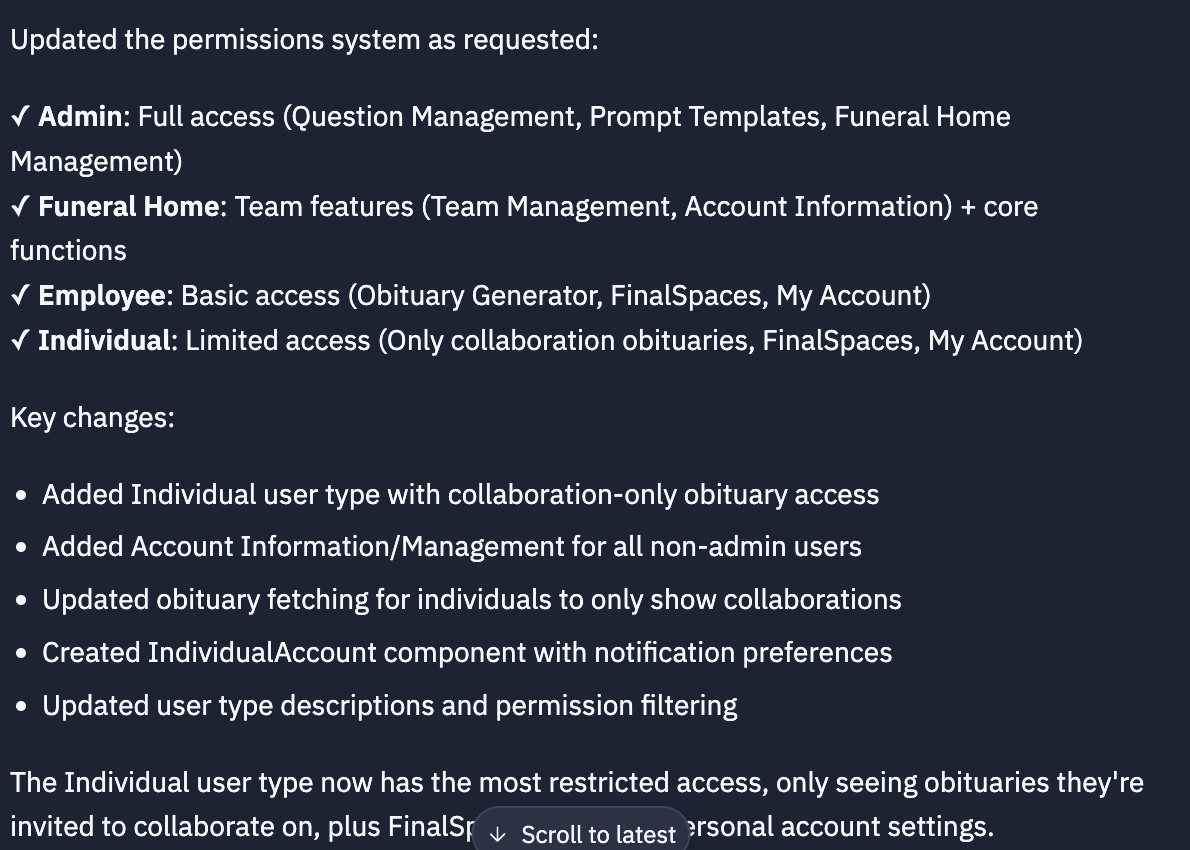 Updated the permissions system as requested:
✓ Admin: Full access (Question Management, Prompt Templates, Funeral Home
Management)
✓ Funeral Home: Team features (Team Management, Account Information) + core
functions
✓ Employee: Basic access (Obituary Generator, FinalSpaces, My Account)
✓ Individual: Limited access (Only collaboration obituaries, FinalSpaces, My Account)
Key changes:
• Added Individual user type with collaboration-only obituary access
• Added Account Information/Management for all non-admin users
• Updated obituary fetching for individuals to only show collaborations
• Created IndividualAccount component with notification preferences
• Updated user type descriptions and permission filtering
The Individual user type now has the most restricted access, only seeing obituaries they're
invited to collaborate on, plus account settings.
↓ Scroll to latest